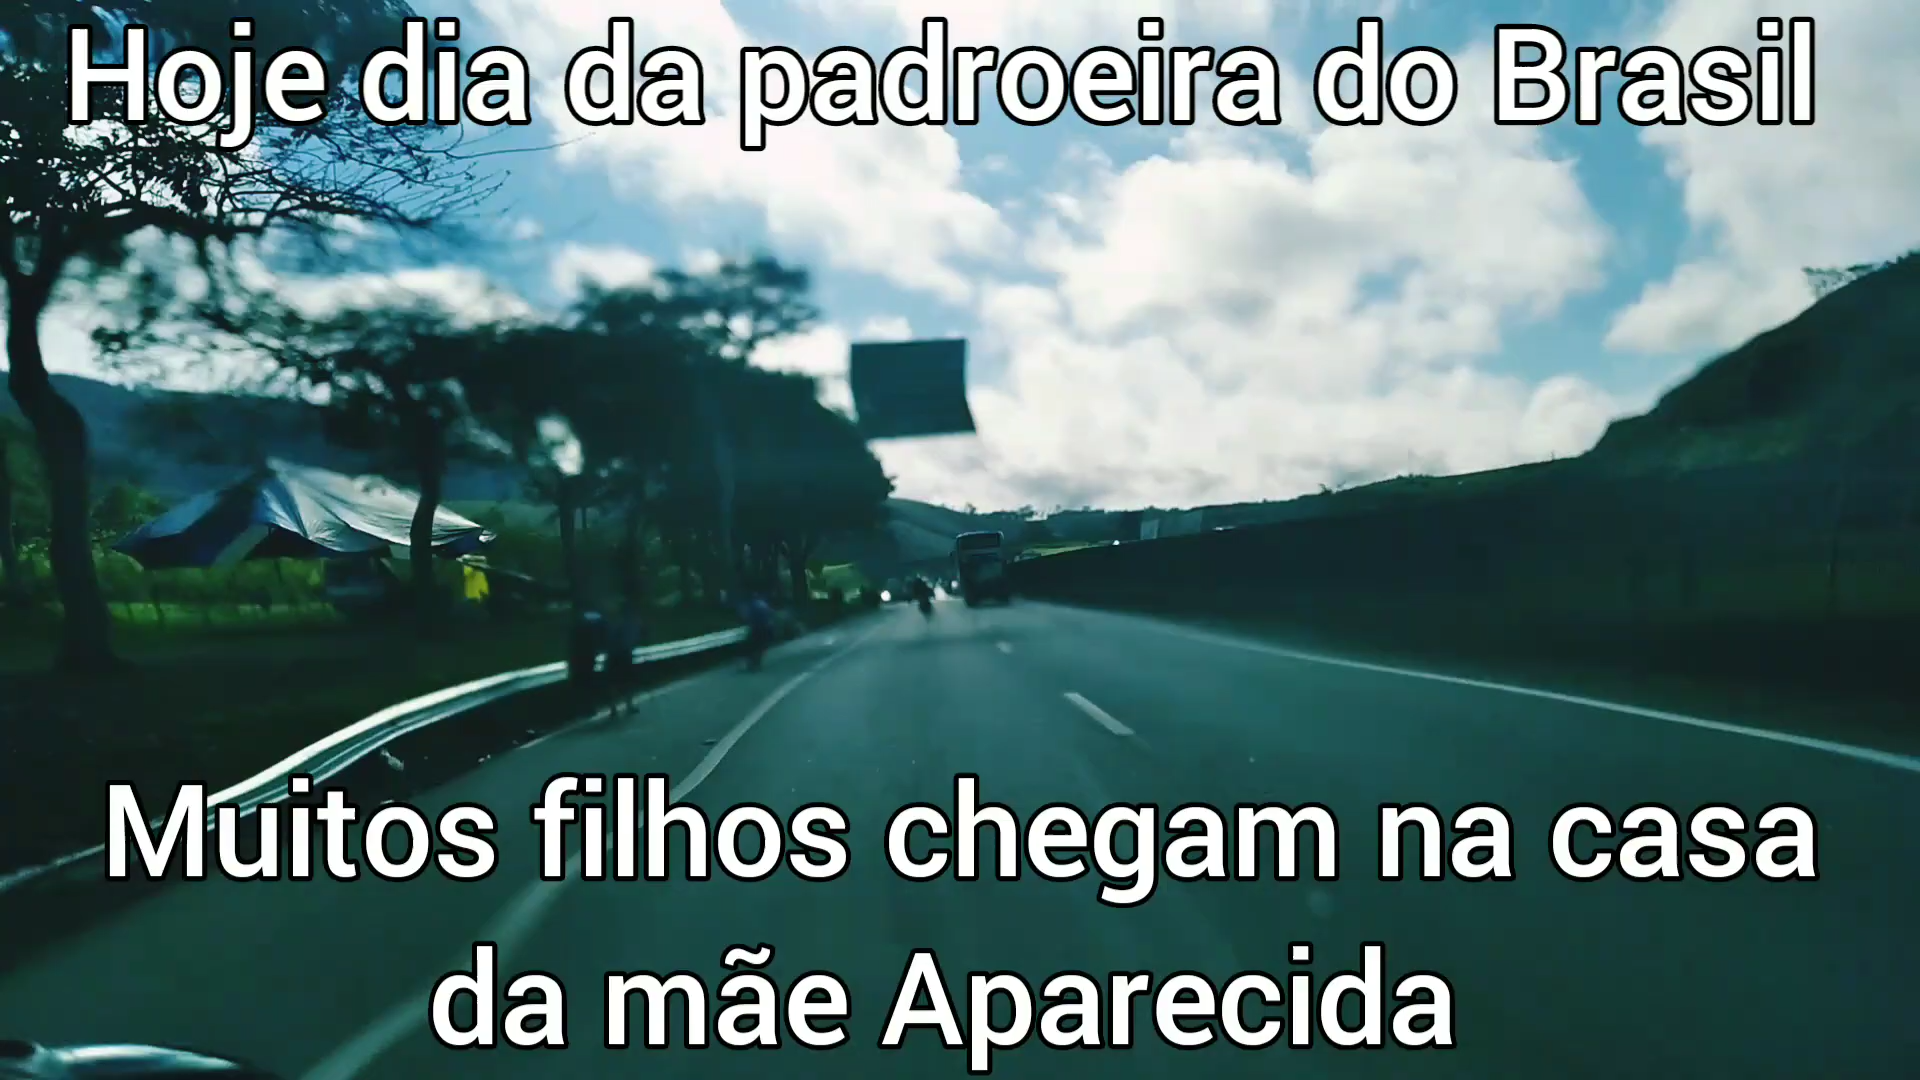 Hoje dia da padroeira do Brasil
Muitos filhos chegam na casa
da mãe Aparecida